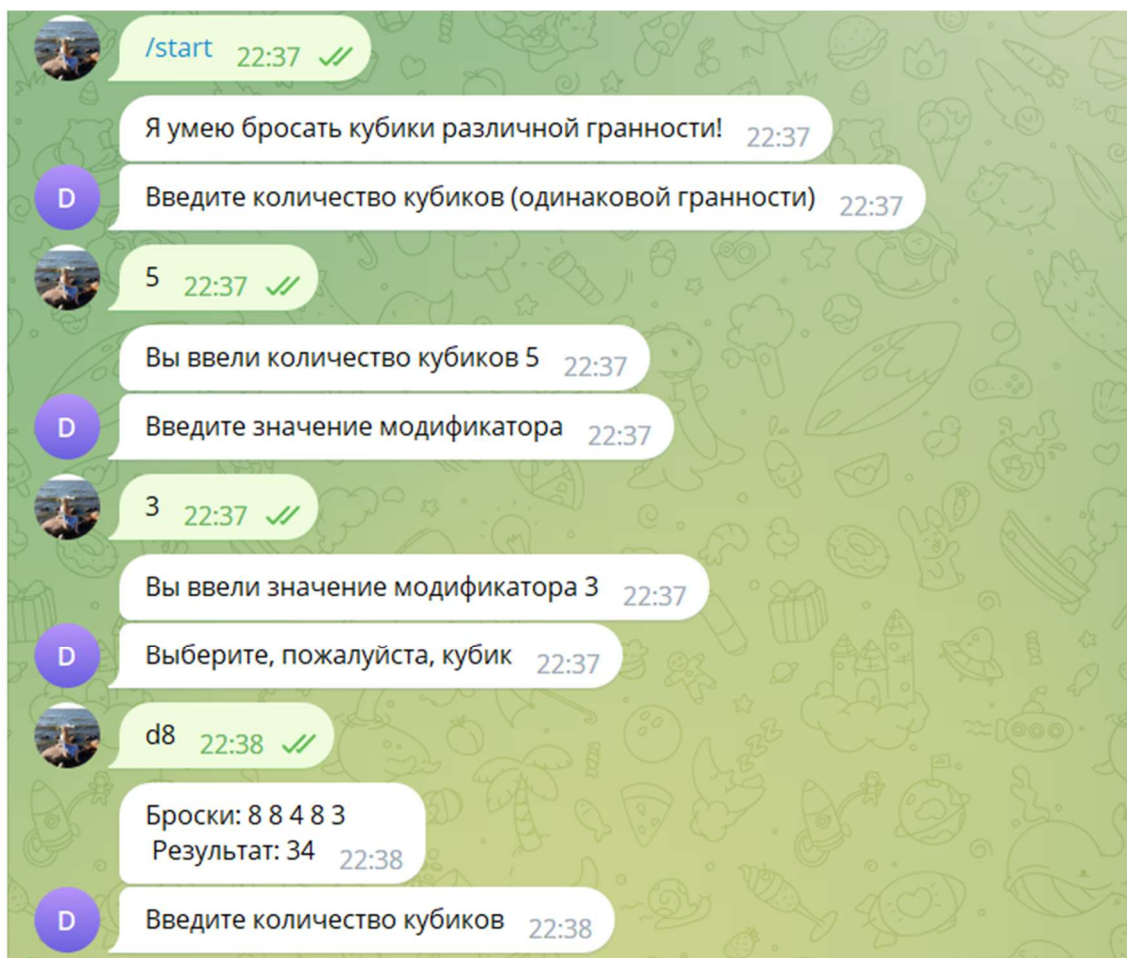 /start 22:37
Я умею бросать кубики различной гранности! 22:37
D
Введите количество кубиков (одинаковой гранности) 22:37
5 22:37
Вы ввели количество кубиков 5 22:37
D
Введите значение модификатора 22:37
3 22:37
Вы ввели значение модификатора 3 22:37
D
Выберите, пожалуйста, кубик 22:37
d8 22:38
Броски: 8 8 4 8 3
Результат: 34 22:38
D
Введите количество кубиков 22:38